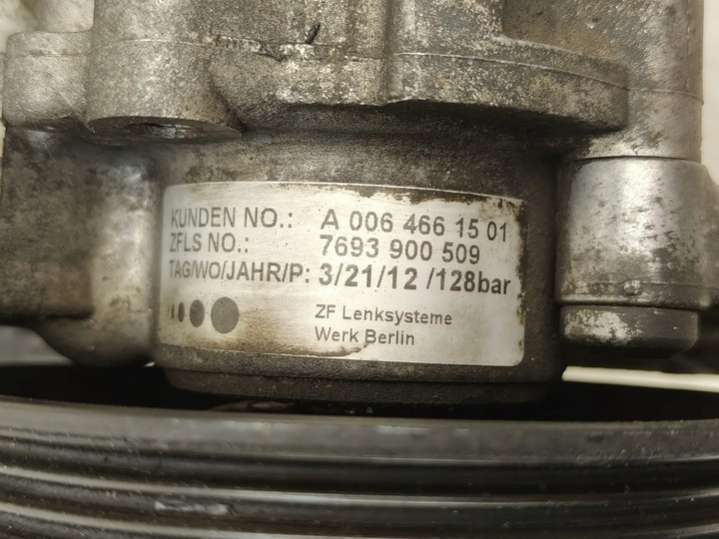 KUNDEN NO.: A 006 466 15 01
ZFLS NO.: 7693 900 509
TAG/WO/JAHR/P: 3/21/12 /128bar
ZF Lenksysteme
Werk Berlin